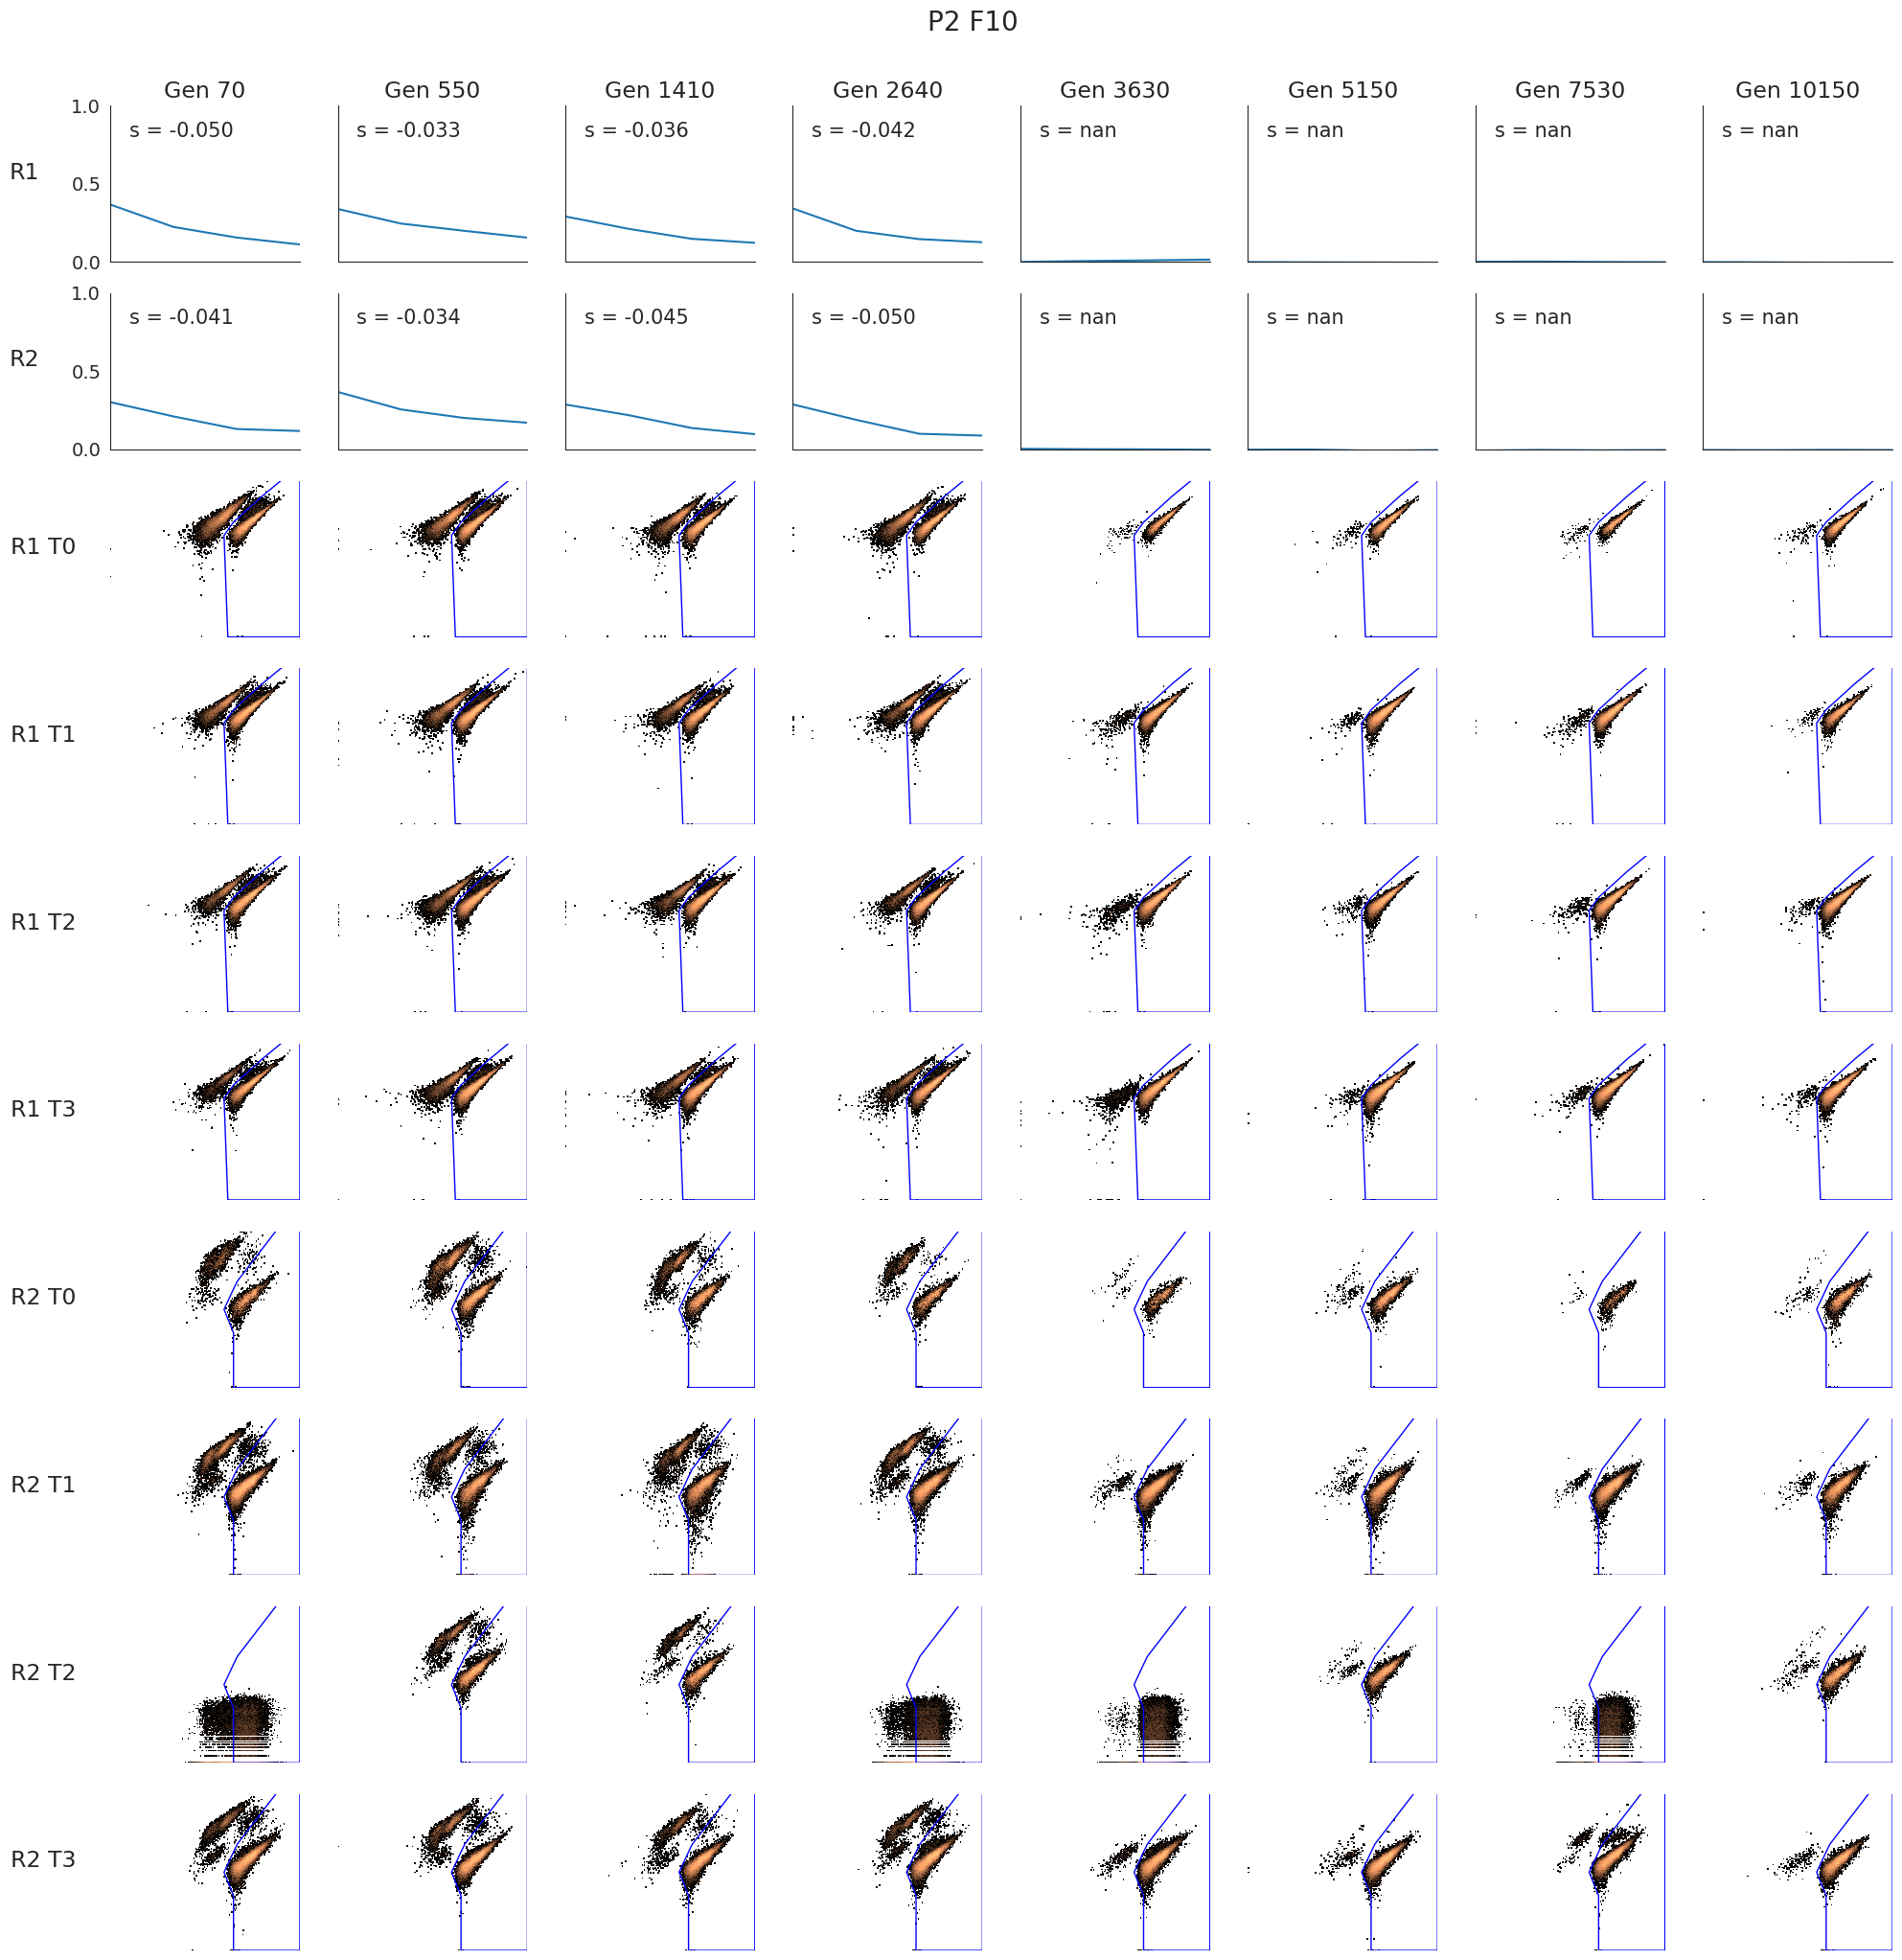 P2 F10
Gen 70 Gen 550 Gen 1410 Gen 2640 Gen 3630 Gen 5150 Gen 7530 Gen 10150
R1
1.0
0.5
0.0
s = -0.050 s = -0.033 s = -0.036 s = -0.042 s = nan s = nan s = nan s = nan
R2
1.0
0.5
0.0
s = -0.041 s = -0.034 s = -0.045 s = -0.050 s = nan s = nan s = nan s = nan
R1 T0
R1 T1
R1 T2
R1 T3
R2 T0
R2 T1
R2 T2
R2 T3